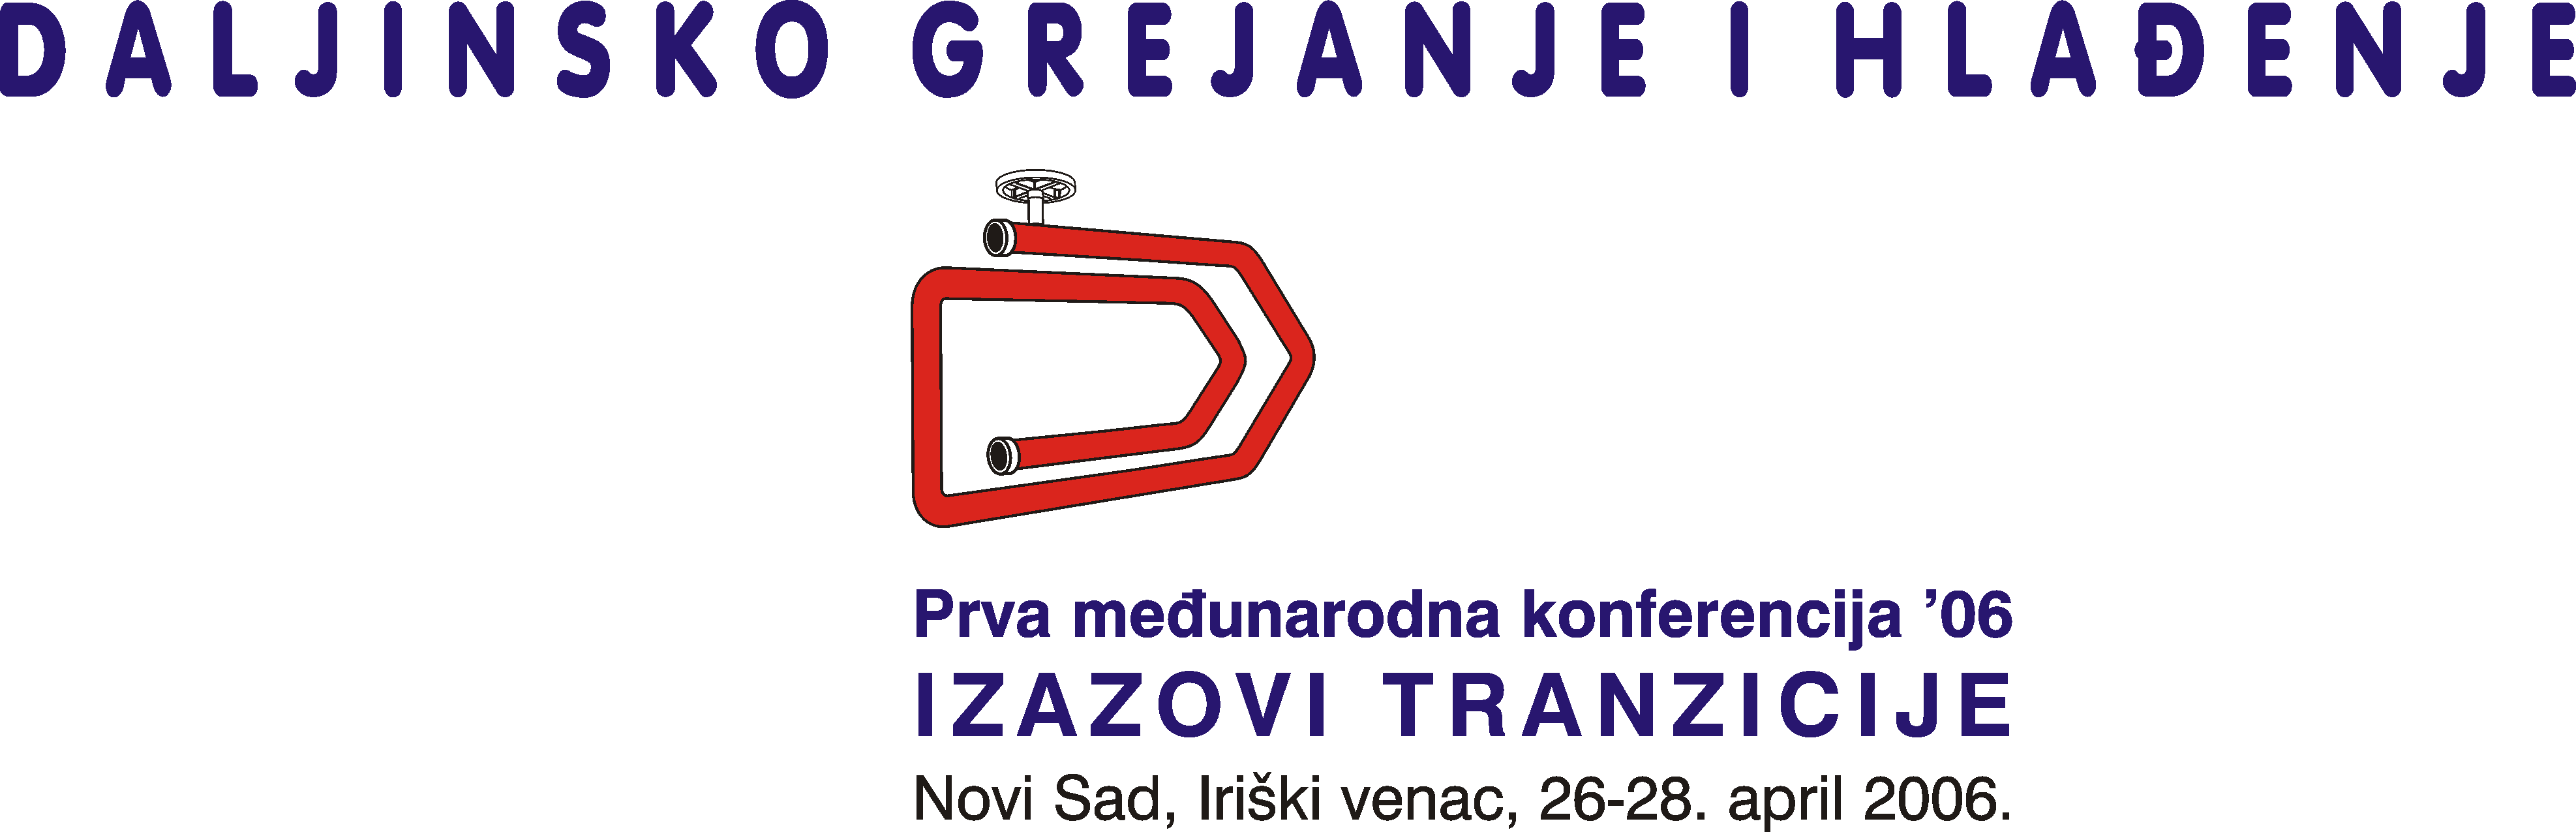 DALJINSKO GREJANJE I HLAĐENJE
Prva međunarodna konferencija ’06
IZAZOVI TRANZICIJE
Novi Sad, Iriški venac, 26-28. april 2006.